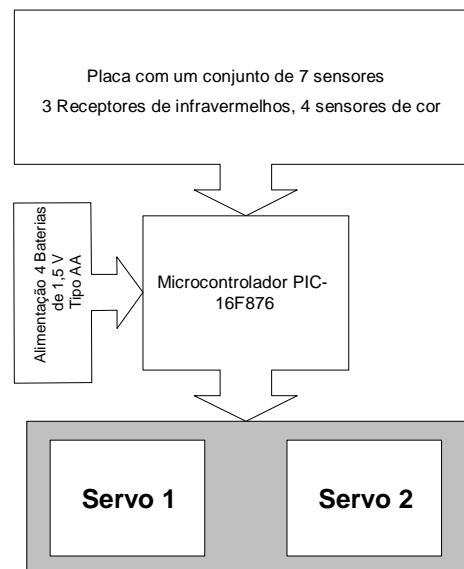 Placa com um conjunto de 7 sensores
3 Receptores de infravermelhos, 4 sensores de cor
Alimentação 4 Baterias
de 1,5 V
Tipo AA
Microcontrolador PIC-
16F876
Servo 1
Servo 2